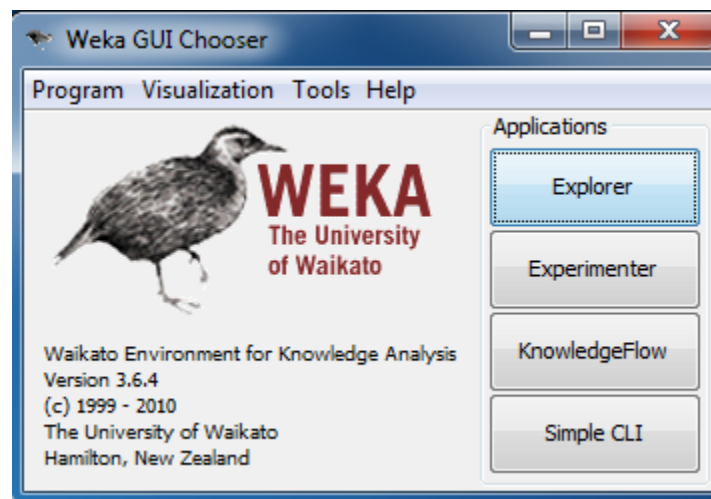 Weka GUI Chooser
Program Visualization Tools Help
WEKA
The University
of Waikato
Waikato Environment for Knowledge Analysis
Version 3.6.4
(c) 1999 - 2010
The University of Waikato
Hamilton, New Zealand
Applications
Explorer
Experimenter
KnowledgeFlow
Simple CLI